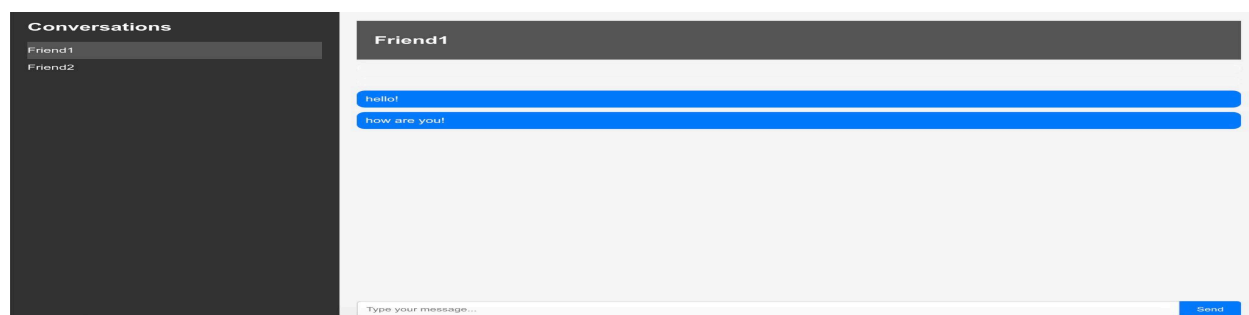 Conversations
Friend1
Friend2
Friend1
hello!
how are you!
Type your message...
Send